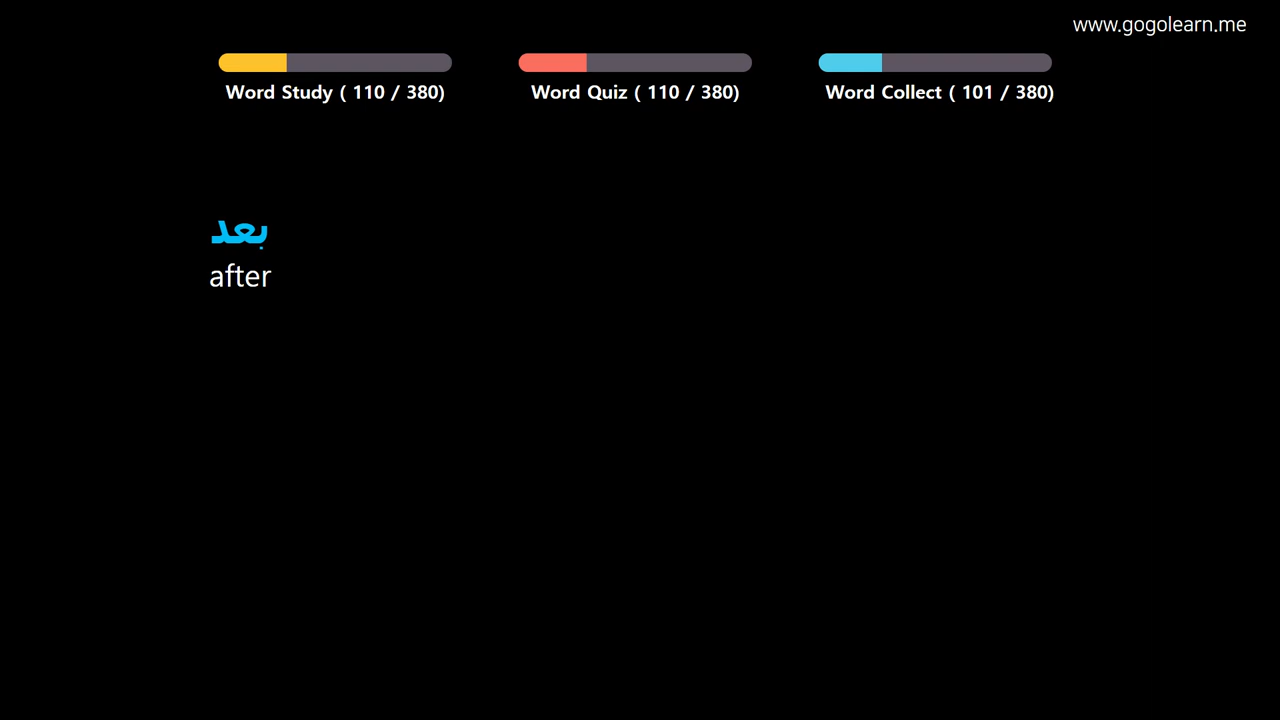 www.gogolearn.me
Word Study ( 110 / 380)
Word Quiz ( 110 / 380)
Word Collect ( 101 / 380)
بعد
after